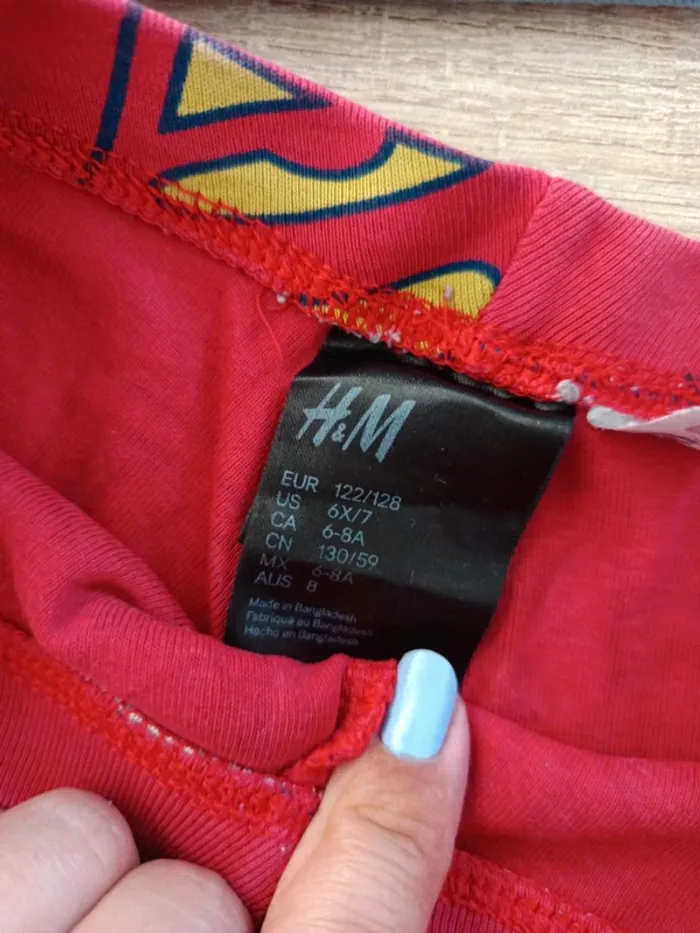 H&M
EUR 122/128
US 6X/7
CA 6-8A
CN 130/59
MX 6-8A
AUS 8
Made in Bangladesh
Fabriqué au Bangladesh
Hecho en Bangladesh